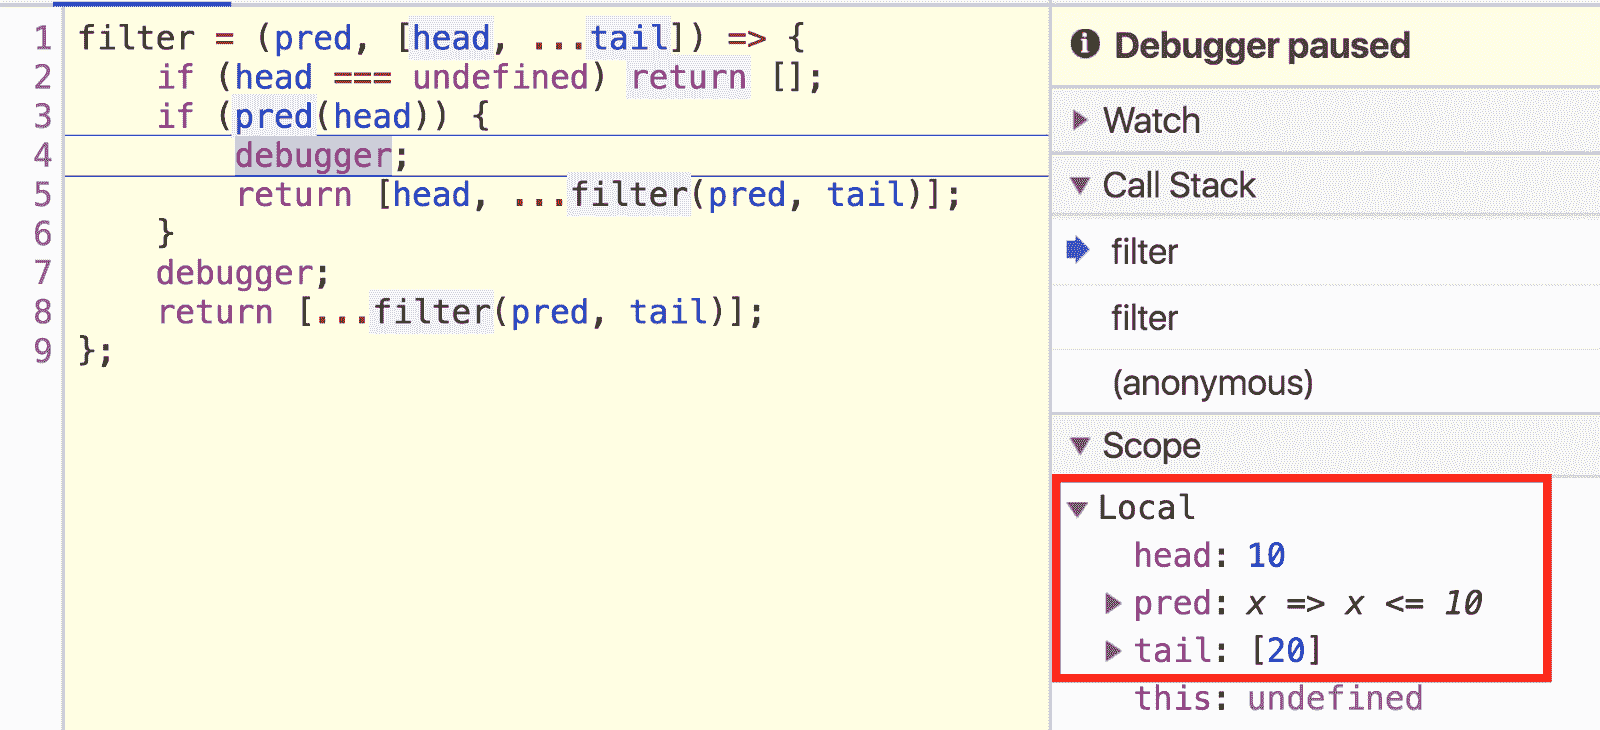 1 filter = (pred, [head, ...tail]) => {
2 if (head === undefined) return [];
3 if (pred(head)) {
4 debugger;
5 return [head, ...filter(pred, tail)];
6 }
7 debugger;
8 return [...filter(pred, tail)];
9 };
Debugger paused
Watch
Call Stack
filter
filter
(anonymous)
Scope
Local
head: 10
pred: x => x <= 10
tail: [20]
this: undefined